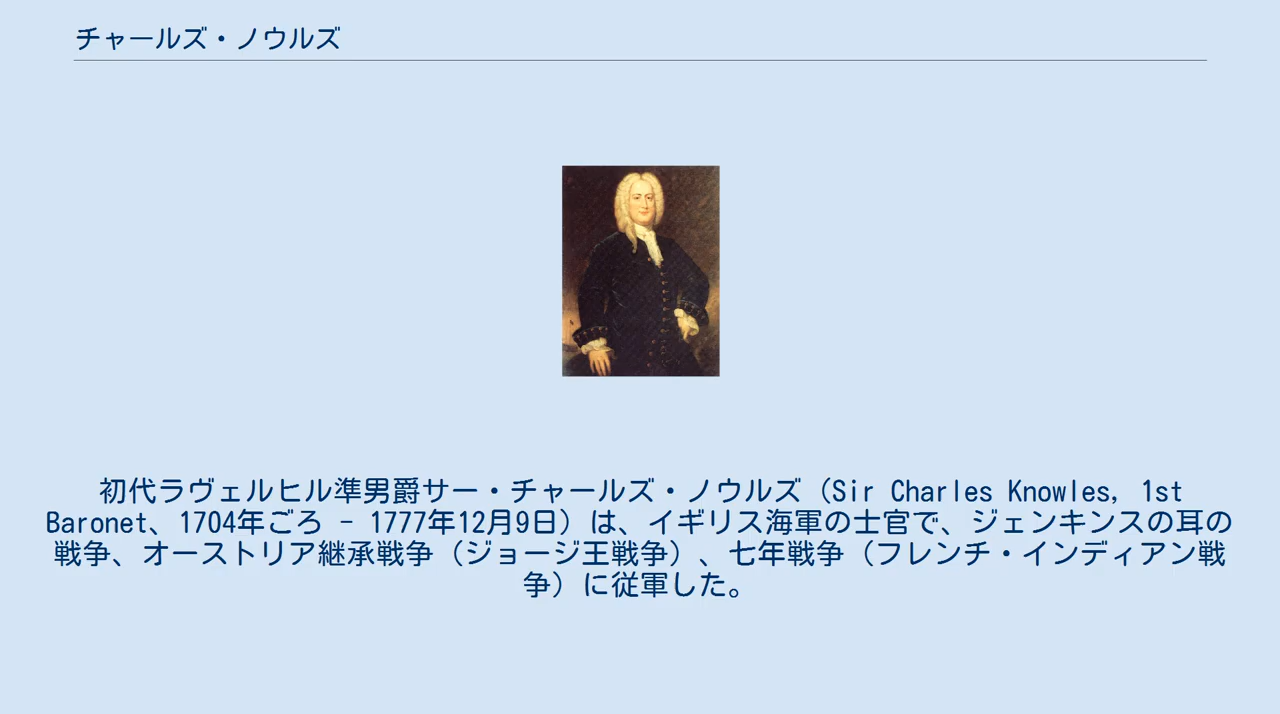 チャールズ・ノウルズ
初代ラヴェルヒル準男爵サー・チャールズ・ノウルズ（Sir Charles Knowles, 1st
Baronet、1704年ごろ - 1777年12月9日）は、イギリス海軍の士官で、ジェンキンスの耳の
戦争、オーストリア継承戦争（ジョージ王戦争）、七年戦争（フレンチ・インディアン戦
争）に従軍した。